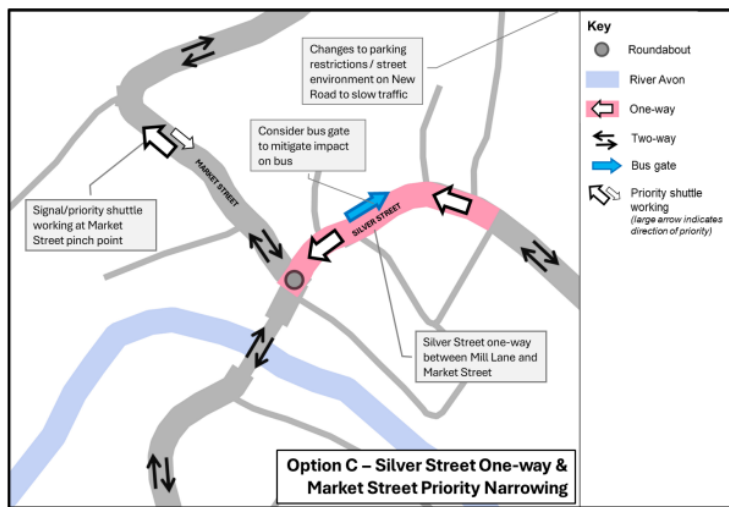 Changes to parking
restrictions / street
environment on New
Road to slow traffic
Consider bus gate
to mitigate impact
on bus
MARKET STREET
Signal/priority shuttle
working at Market
Street pinch point
SILVER STREET
Silver Street one-way
between Mill Lane and
Market Street
Option C – Silver Street One-way &
Market Street Priority Narrowing
Key
Roundabout
River Avon
One-way
Two-way
Bus gate
Priority shuttle
working
(large arrow indicates
direction of priority)